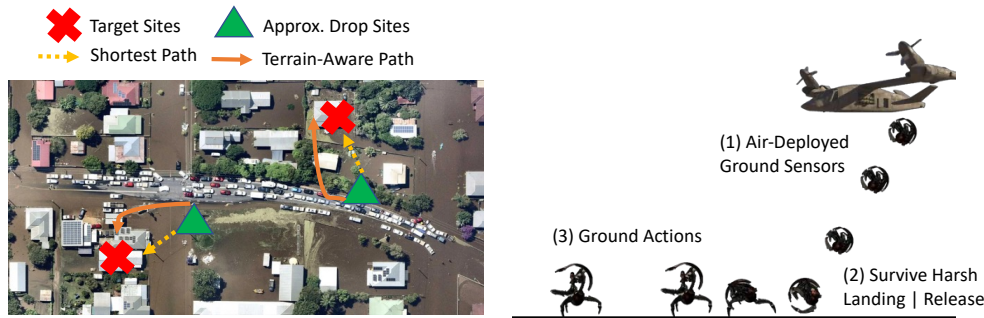 Target Sites
Approx. Drop Sites
Shortest Path
Terrain-Aware Path
(1) Air-Deployed
Ground Sensors
(3) Ground Actions
(2) Survive Harsh
Landing | Release